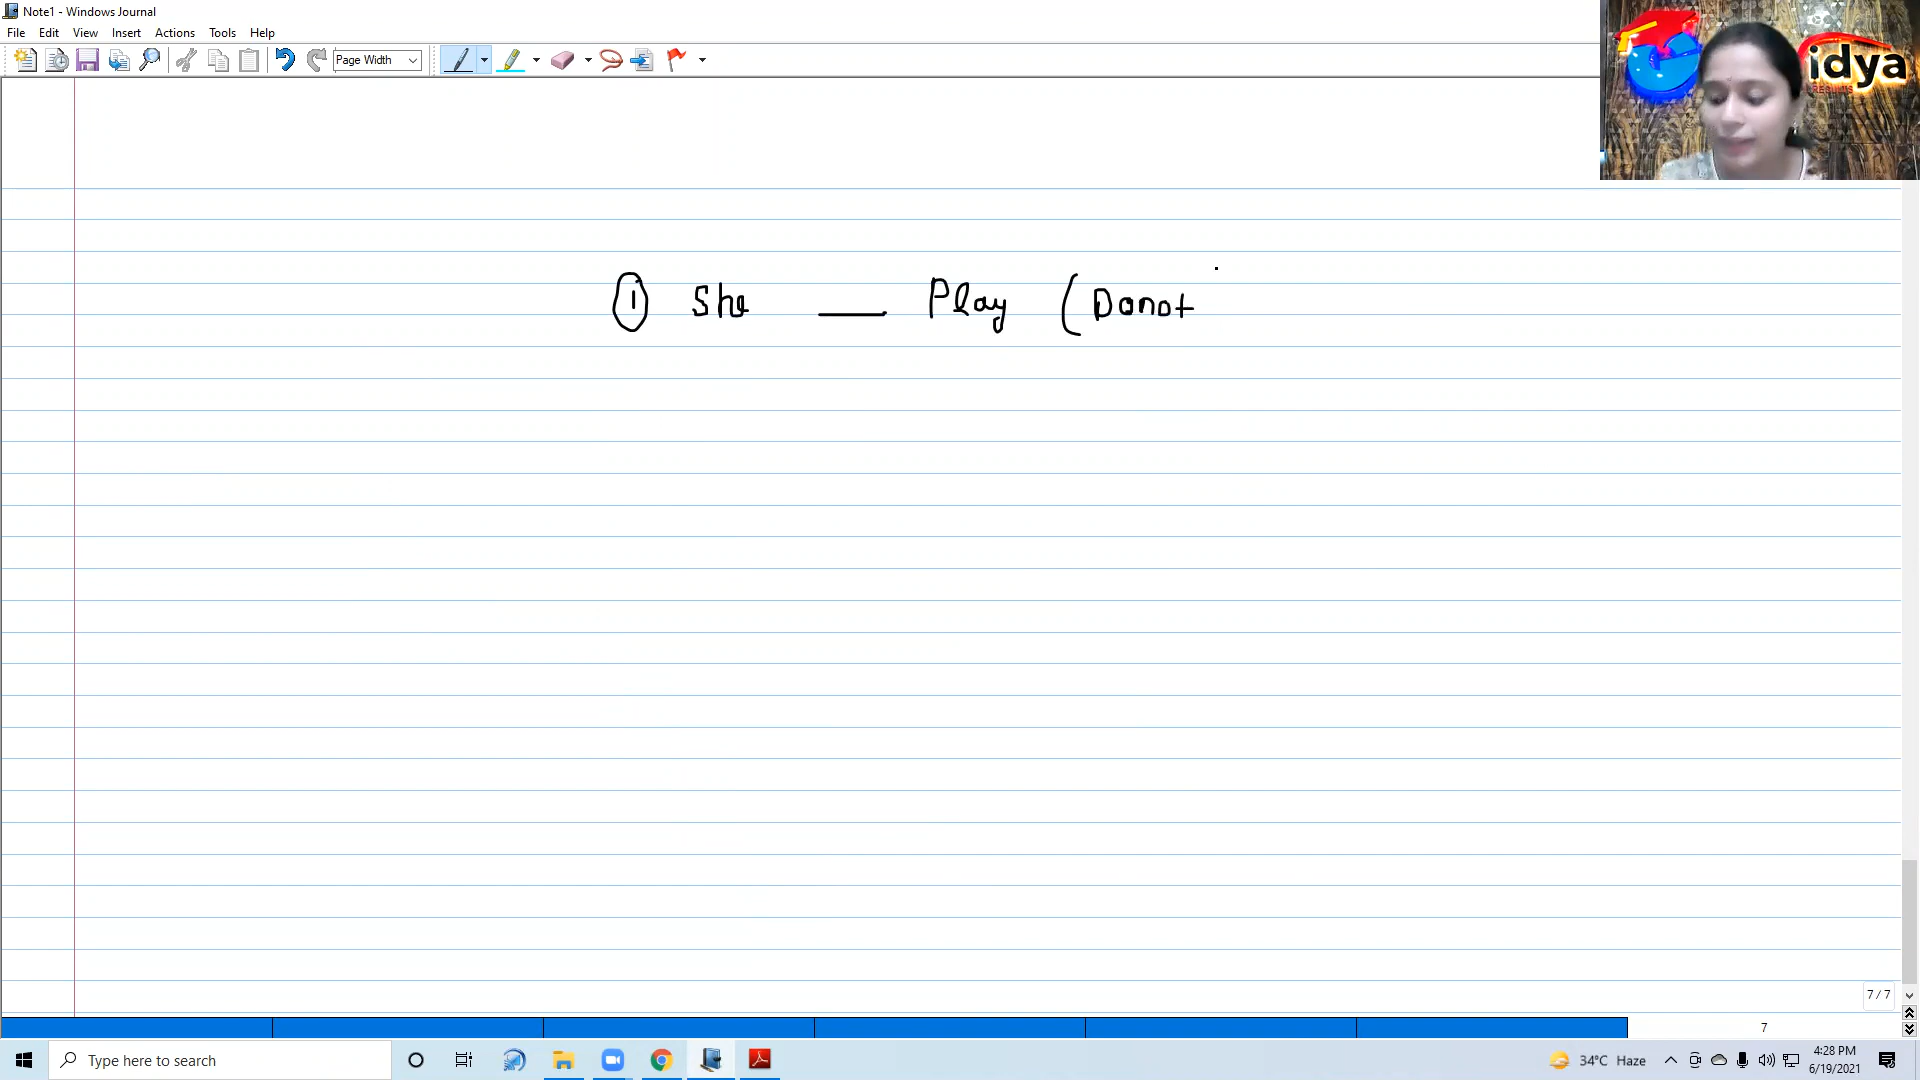 Note1 - Windows Journal
File Edit View Insert Actions Tools Help
Page Width
idya
RESULTS
① She ___ Play (Donot
7 / 7
7
Type here to search
34°C Haze
4:28 PM
6/19/2021